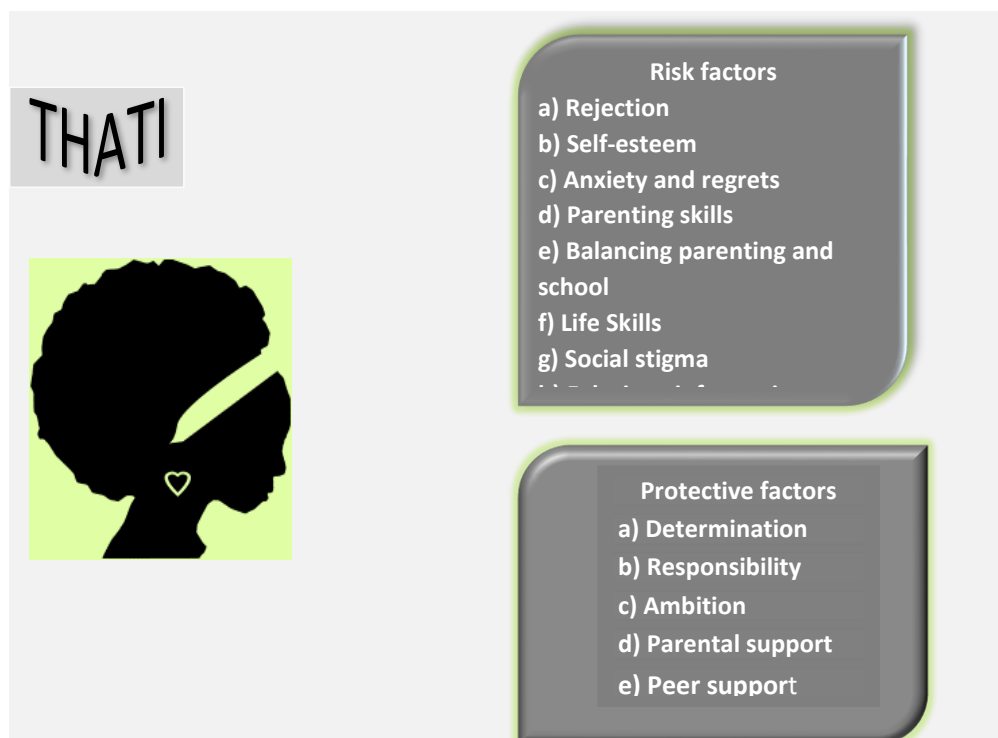 THATI
Risk factors
a) Rejection
b) Self-esteem
c) Anxiety and regrets
d) Parenting skills
e) Balancing parenting and
school
f) Life Skills
g) Social stigma
Protective factors
a) Determination
b) Responsibility
c) Ambition
d) Parental support
e) Peer support